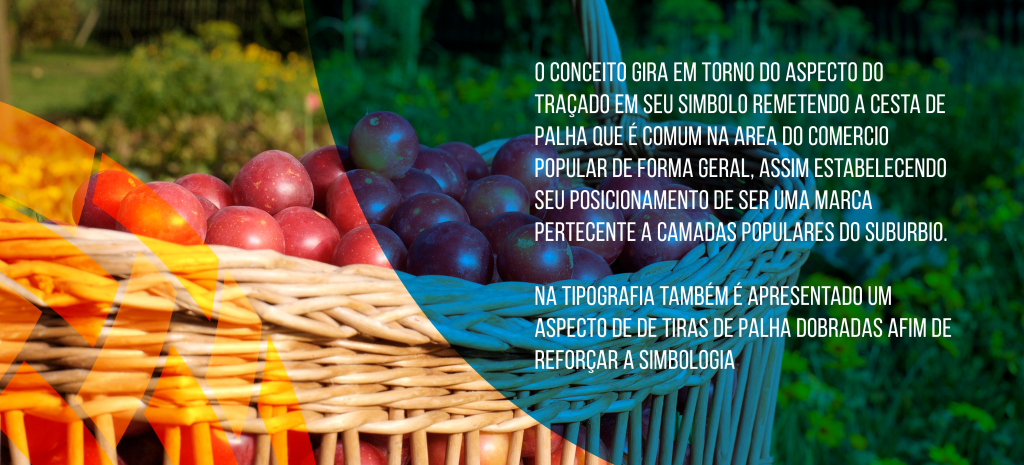 O CONCEITO GIRA EM TORNO DO ASPECTO DO
TRAÇADO EM SEU SIMBOLO REMETENDO A CESTA DE
PALHA QUE É COMUM NA AREA DO COMERCIO
POPULAR DE FORMA GERAL, ASSIM ESTABELECENDO
SEU POSICIONAMENTO DE SER UMA MARCA
PERTECENTE A CAMADAS POPULARES DO SUBURBIO.
NA TIPOGRAFIA TAMBÉM É APRESENTADO UM
ASPECTO DE DE TIRAS DE PALHA DOBRADAS AFIM DE
REFORÇAR A SIMBOLOGIA